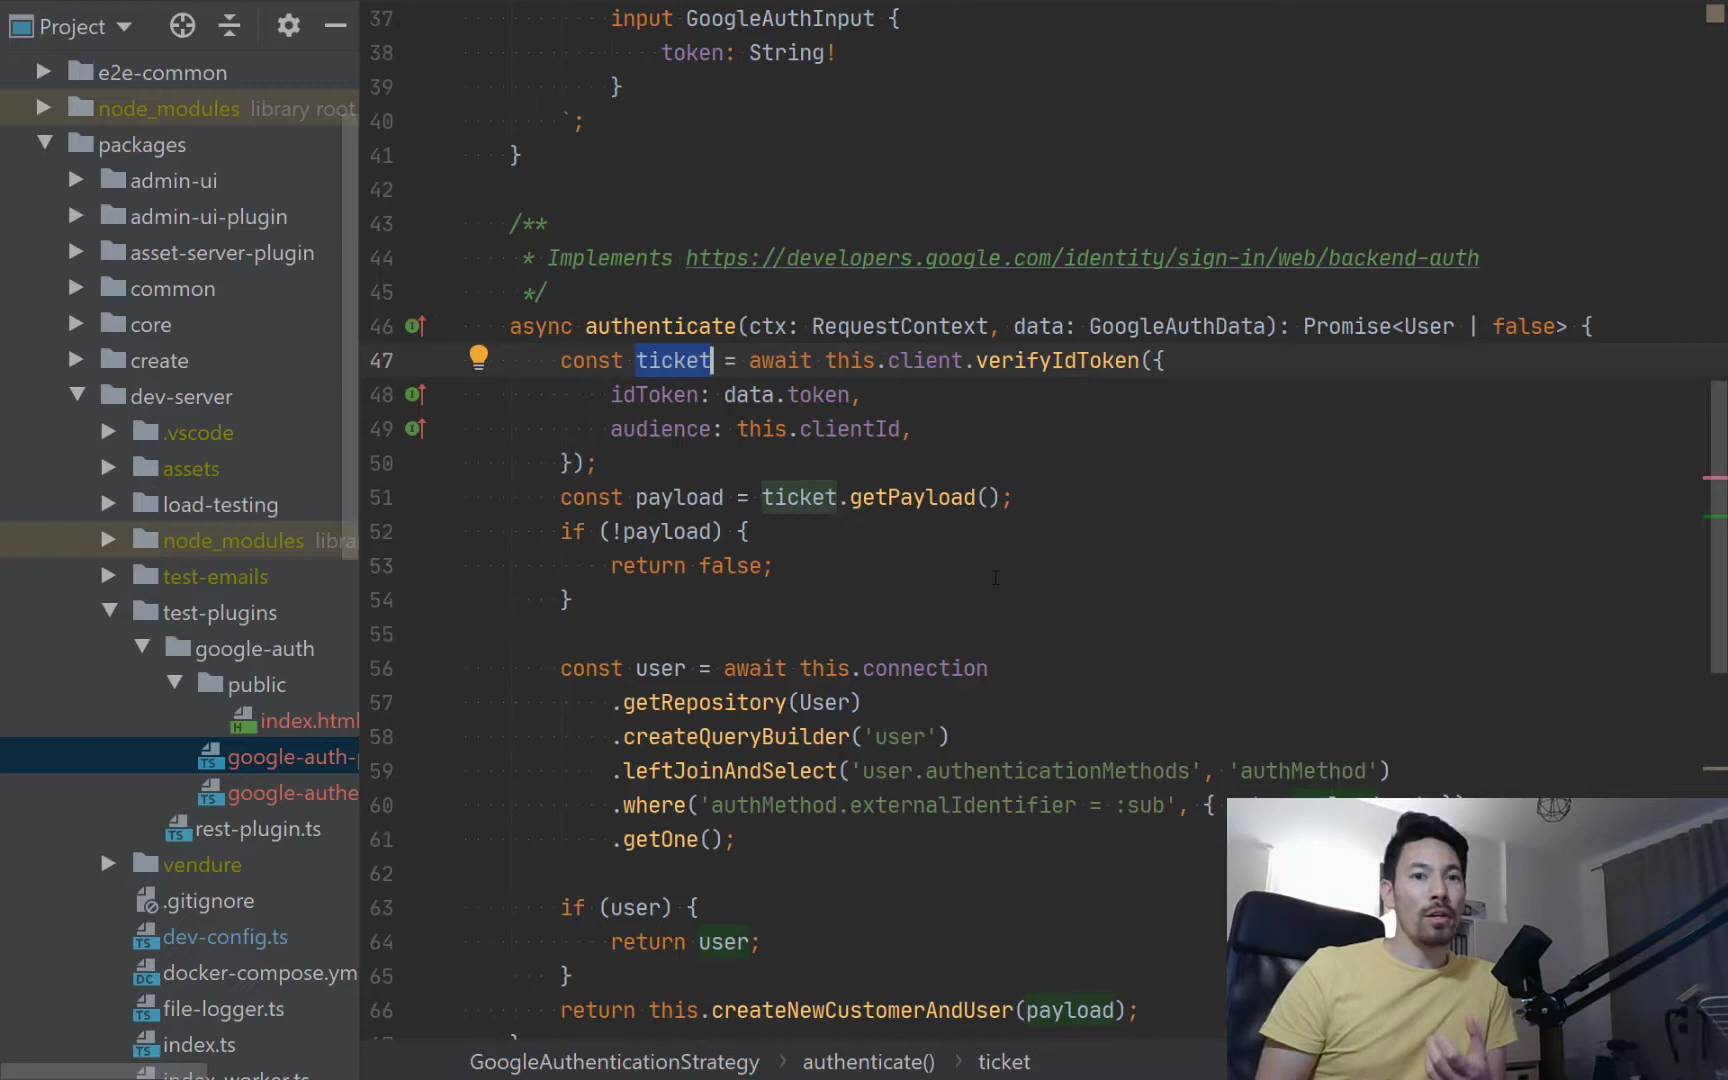 Project
e2e-common
node_modules library root
packages
admin-ui
admin-ui-plugin
asset-server-plugin
common
core
create
dev-server
.vscode
assets
load-testing
node_modules libra
test-emails
test-plugins
google-auth
public
index.html
google-auth-
google-authe
rest-plugin.ts
vendure
.gitignore
dev-config.ts
docker-compose.ym
file-logger.ts
index.ts
index-worker.ts
37 input GoogleAuthInput {
38 token: String!
39 }
40 `;
41 }
42
43 /**
44 * Implements https://developers.google.com/identity/sign-in/web/backend-auth
45 */
46 async authenticate(ctx: RequestContext, data: GoogleAuthData): Promise<User | false> {
47 const ticket = await this.client.verifyIdToken({
48 idToken: data.token,
49 audience: this.clientId,
50 });
51 const payload = ticket.getPayload();
52 if (!payload) {
53 return false;
54 }
55
56 const user = await this.connection
57 .getRepository(User)
58 .createQueryBuilder('user')
59 .leftJoinAndSelect('user.authenticationMethods', 'authMethod')
60 .where('authMethod.externalIdentifier = :sub', {
61 .getOne();
62
63 if (user) {
64 return user;
65 }
66 return this.createNewCustomerAndUser(payload);
GoogleAuthenticationStrategy > authenticate() > ticket